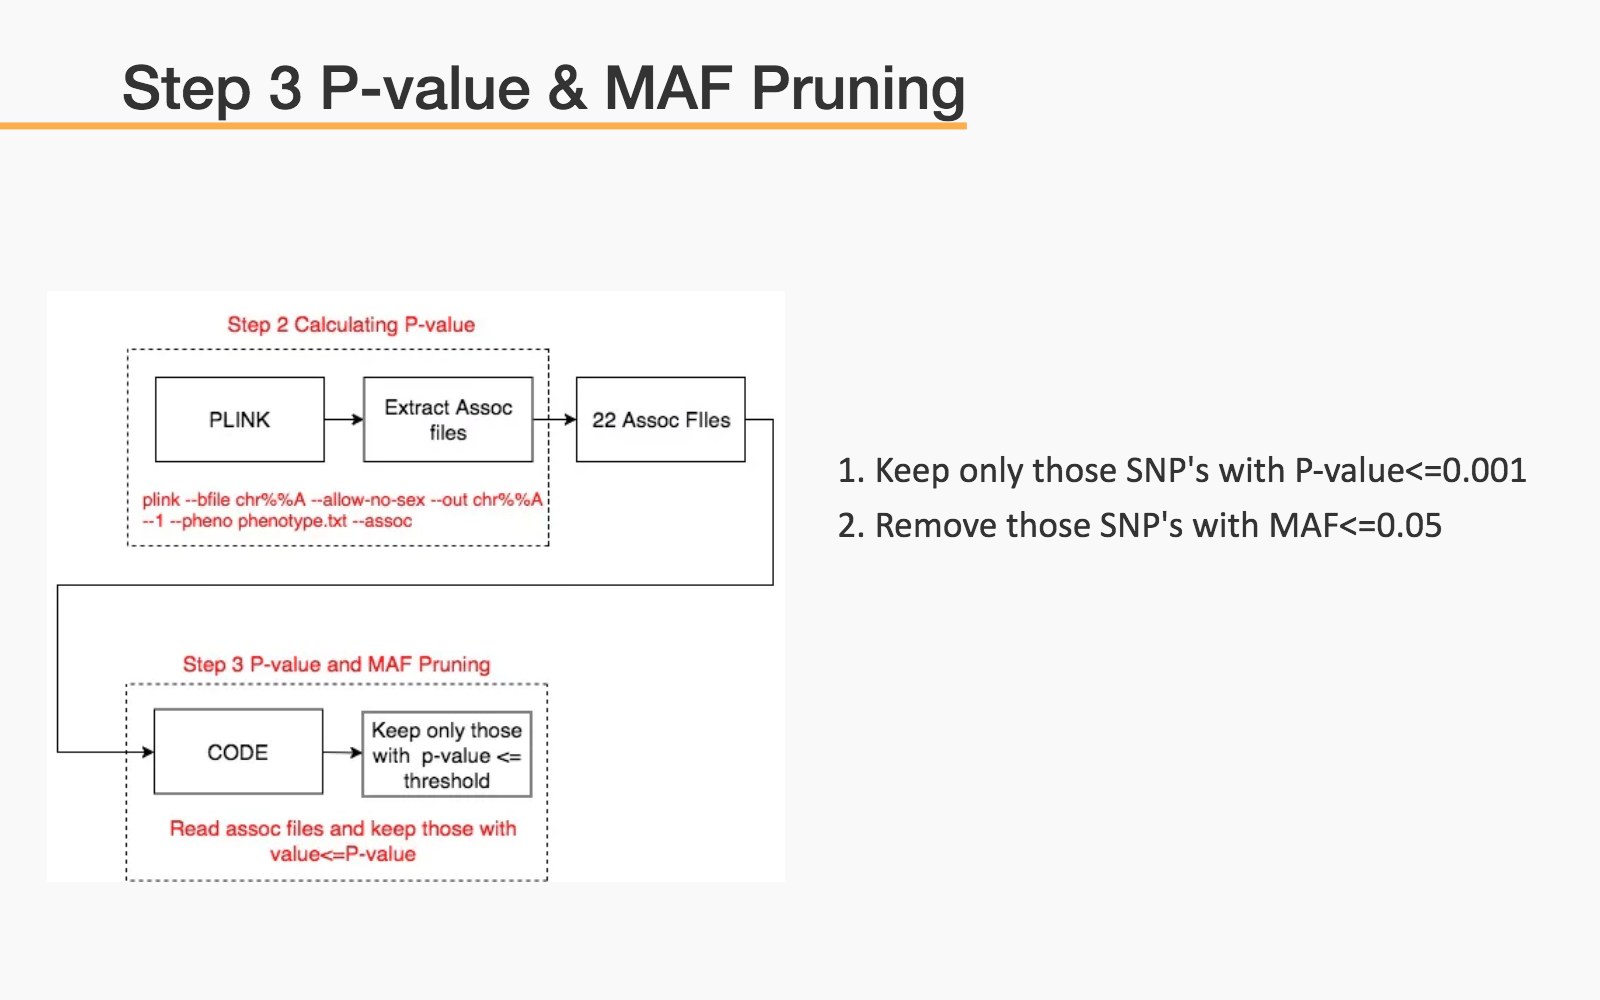 Step 3 P-value & MAF Pruning
Step 2 Calculating P-value
PLINK
Extract Assoc
files
22 Assoc FIles
plink --bfile chr%%A --allow-no-sex --out chr%%A
--1 --pheno phenotype.txt --assoc
Step 3 P-value and MAF Pruning
CODE
Keep only those
with p-value <=
threshold
Read assoc files and keep those with
value<=P-value
1. Keep only those SNP's with P-value<=0.001
2. Remove those SNP's with MAF<=0.05